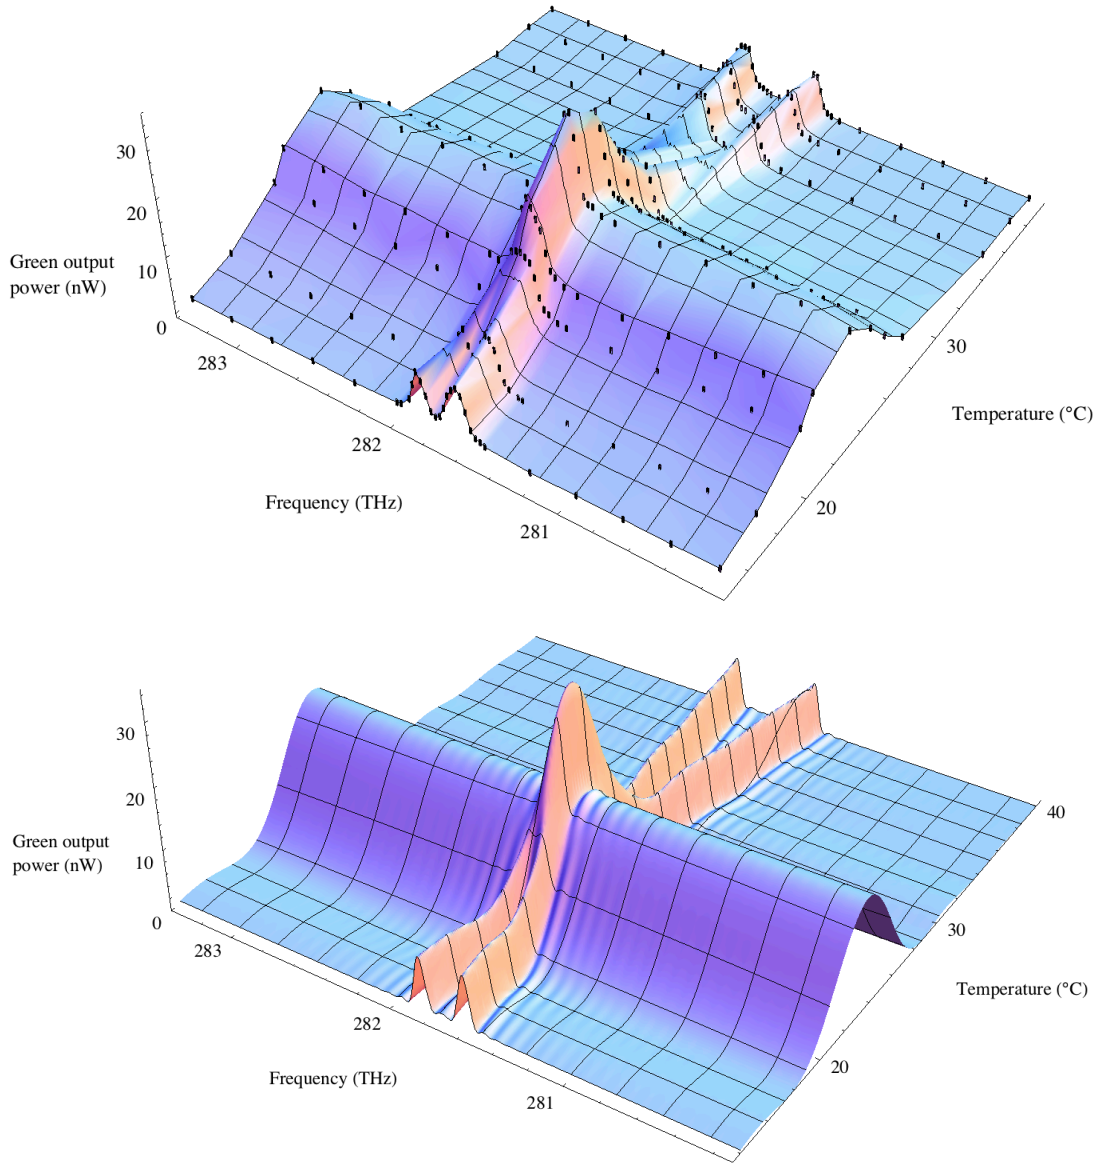 30
20
Green output
power (nW)
10
0
283
30
Temperature (°C)
282
20
Frequency (THz)
281
30
40
20
Green output
power (nW)
10
0
30
283
Temperature (°C)
282
20
Frequency (THz)
281